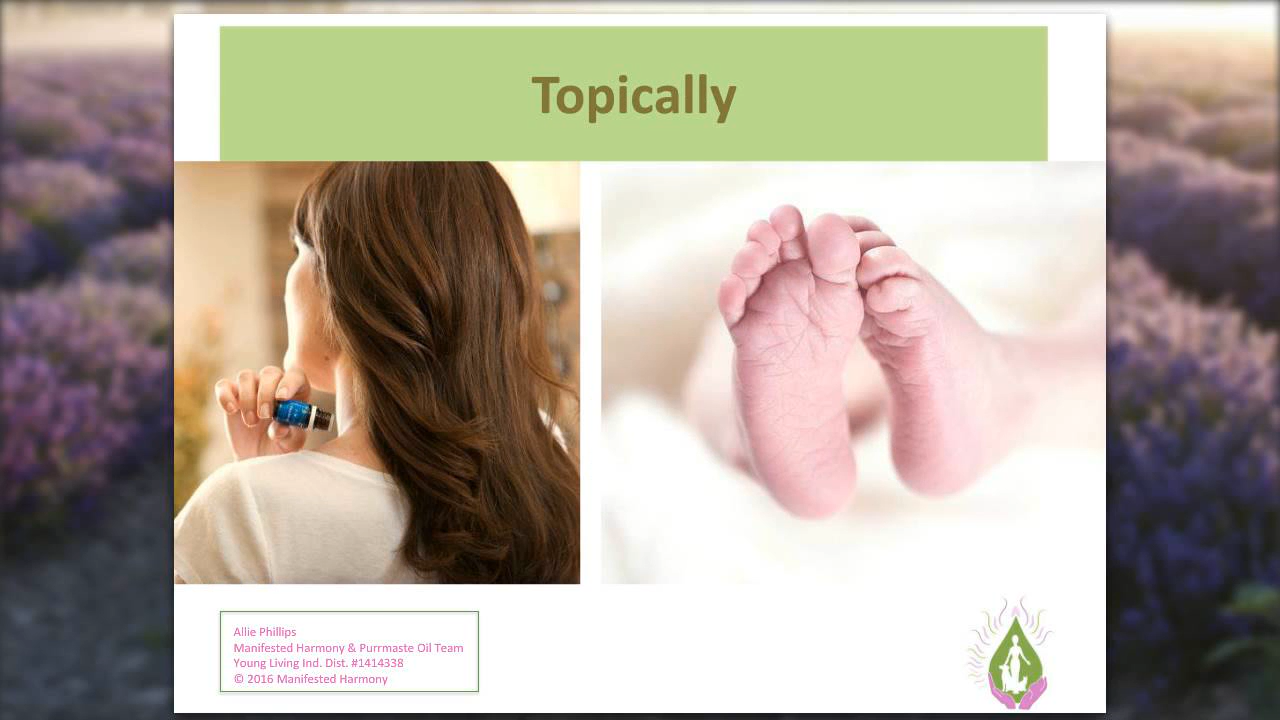 Topically
Allie Phillips
Manifested Harmony & Purrmaste Oil Team
Young Living Ind. Dist. #1414338
© 2016 Manifested Harmony